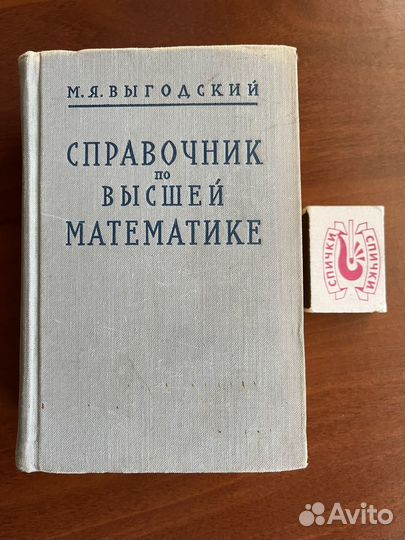 М.Я.ВЫГОДСКИЙ
СПРАВОЧНИК
ПО
ВЫСШЕЙ
МАТЕМАТИКЕ
СПИЧКИ
СПИЧКИ
Avito